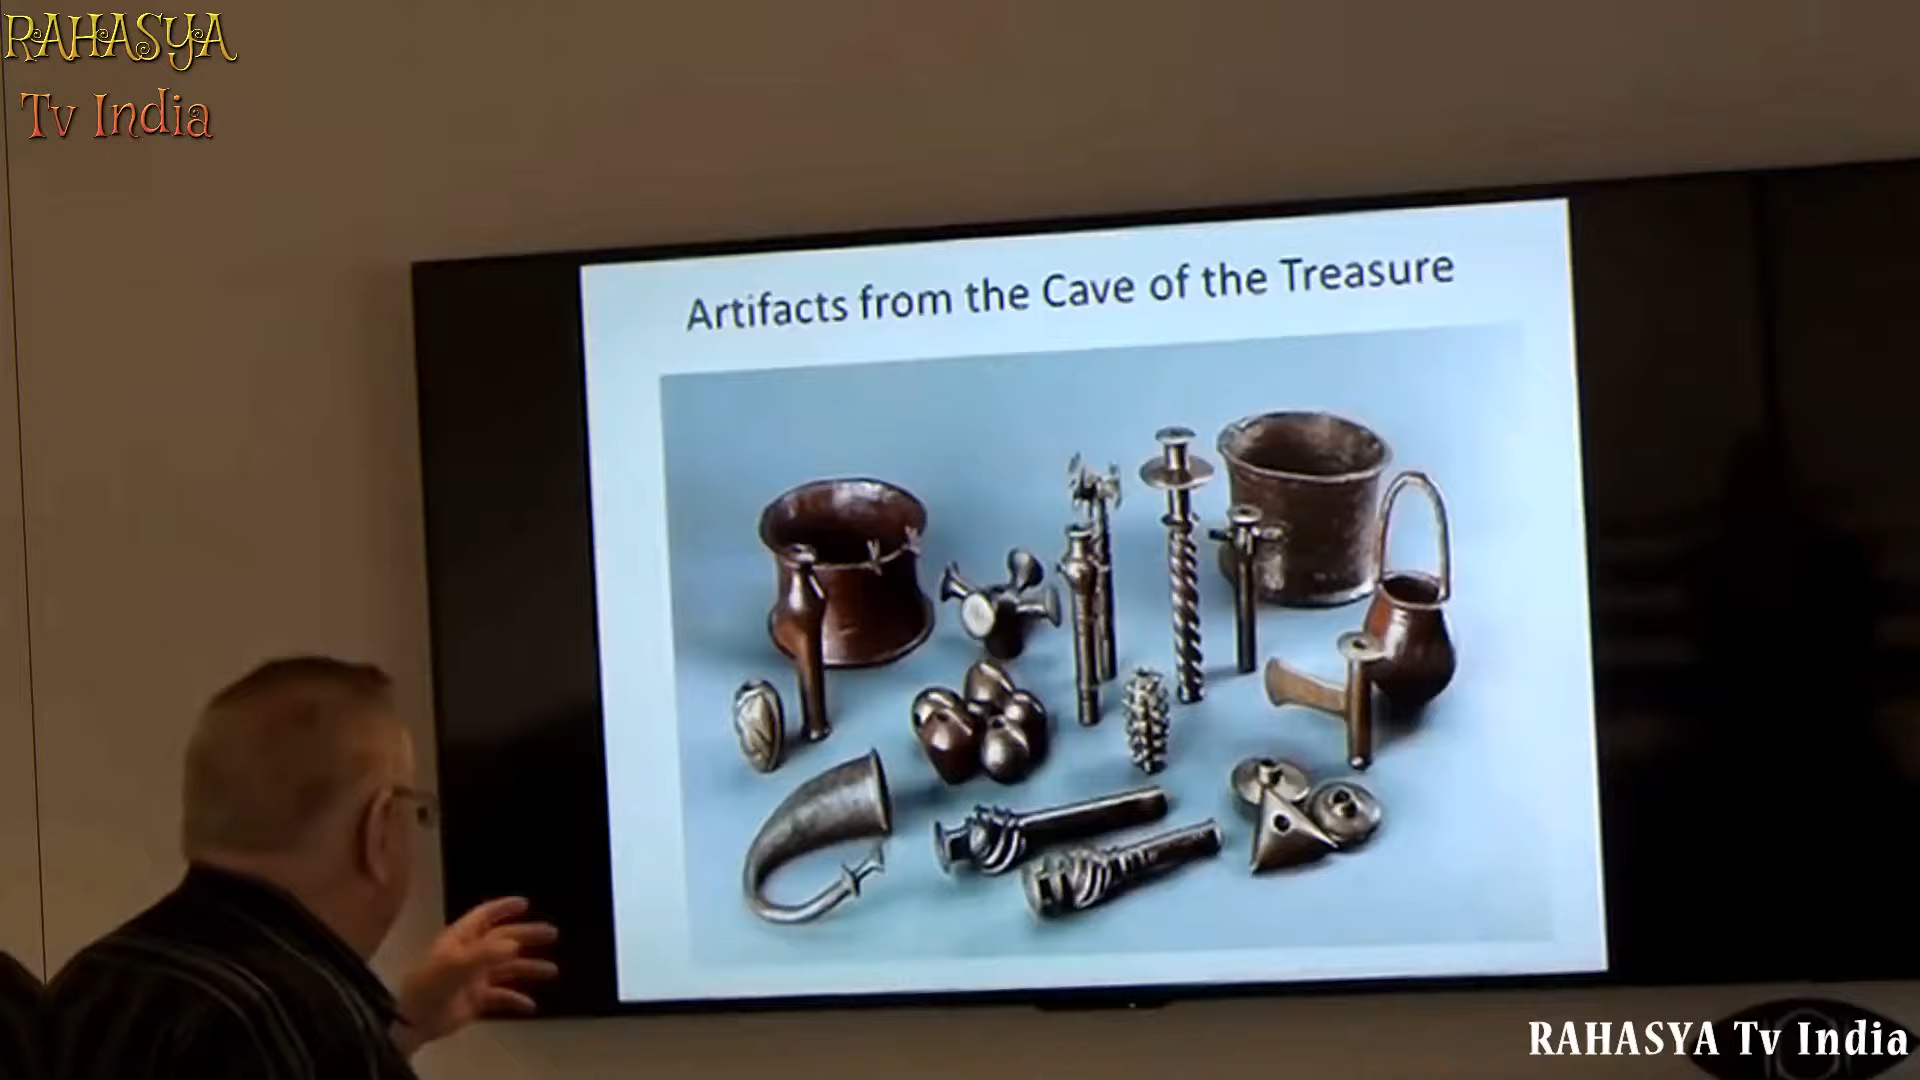 RAHASYA
Tv India
Artifacts from the Cave of the Treasure
RAHASYA Tv India